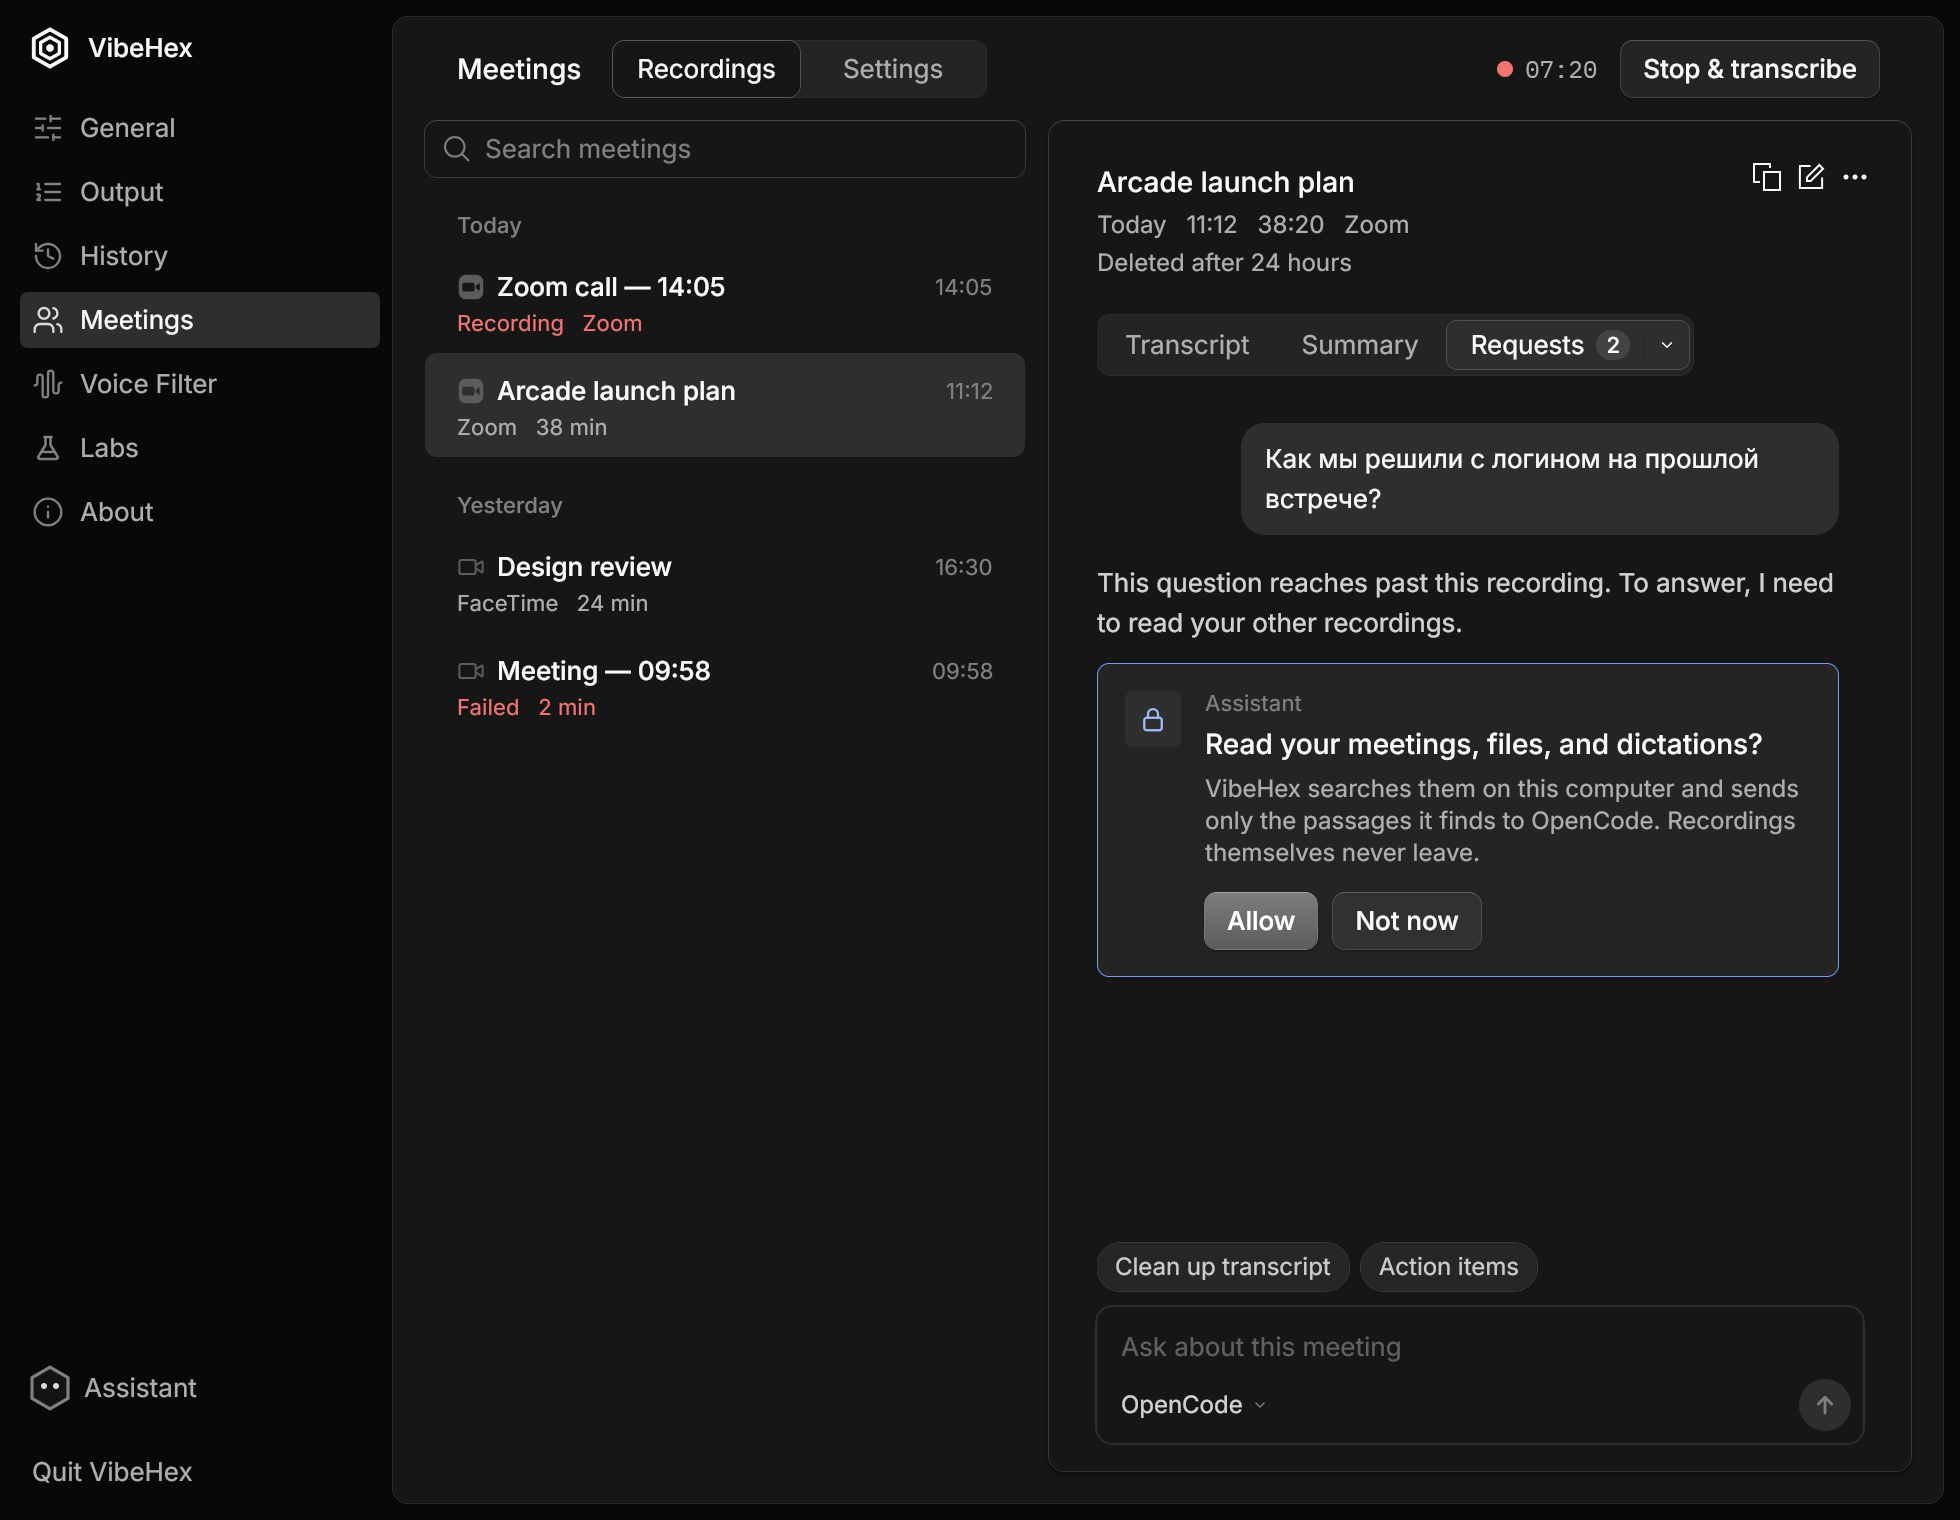 VibeHex
General
Output
History
Meetings
Voice Filter
Labs
About
Assistant
Quit VibeHex
Meetings
Recordings
Settings
07:20
Stop & transcribe
Search meetings
Today
Zoom call — 14:05
14:05
Recording Zoom
Arcade launch plan
11:12
Zoom 38 min
Yesterday
Design review
16:30
FaceTime 24 min
Meeting — 09:58
09:58
Failed 2 min
Arcade launch plan
Today 11:12 38:20 Zoom
Deleted after 24 hours
Transcript
Summary
Requests 2
Как мы решили с логином на прошлой
встрече?
This question reaches past this recording. To answer, I need
to read your other recordings.
Assistant
Read your meetings, files, and dictations?
VibeHex searches them on this computer and sends
only the passages it finds to OpenCode. Recordings
themselves never leave.
Allow
Not now
Clean up transcript
Action items
Ask about this meeting
OpenCode